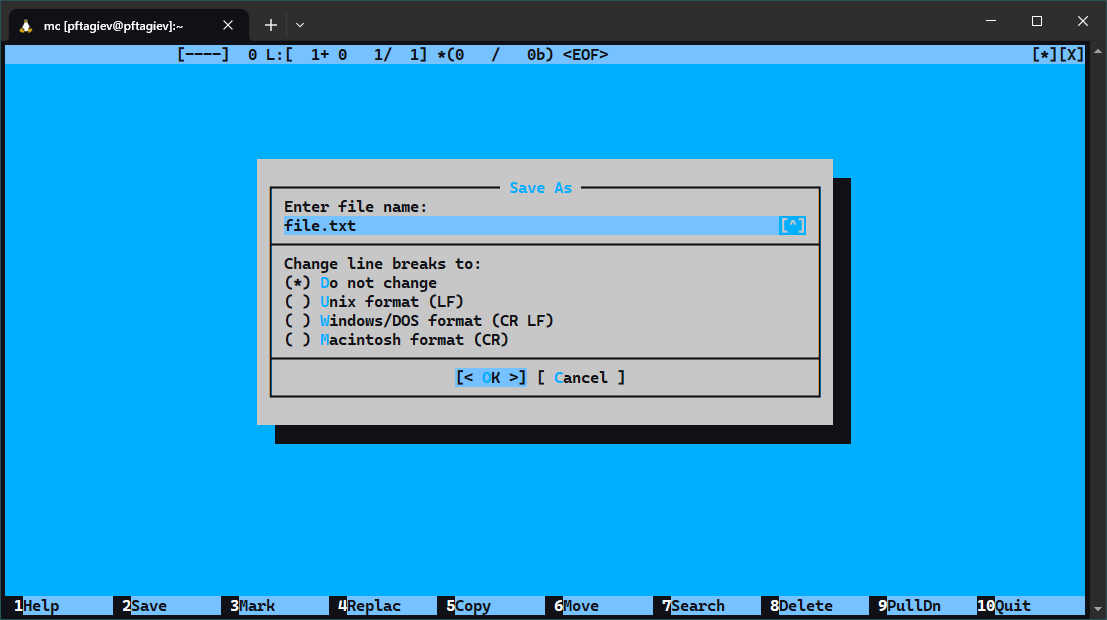 mc [pftagiev@pftagiev]:~
[----]  0 L:[  1+ 0   1/  1] *(0   /   0b) <EOF> [*][X]
Save As
Enter file name:
file.txt [^]
Change line breaks to:
(*) Do not change
( ) Unix format (LF)
( ) Windows/DOS format (CR LF)
( ) Macintosh format (CR)
[< OK >] [ Cancel ]
1Help 2Save 3Mark 4Replac 5Copy 6Move 7Search 8Delete 9PullDn 10Quit